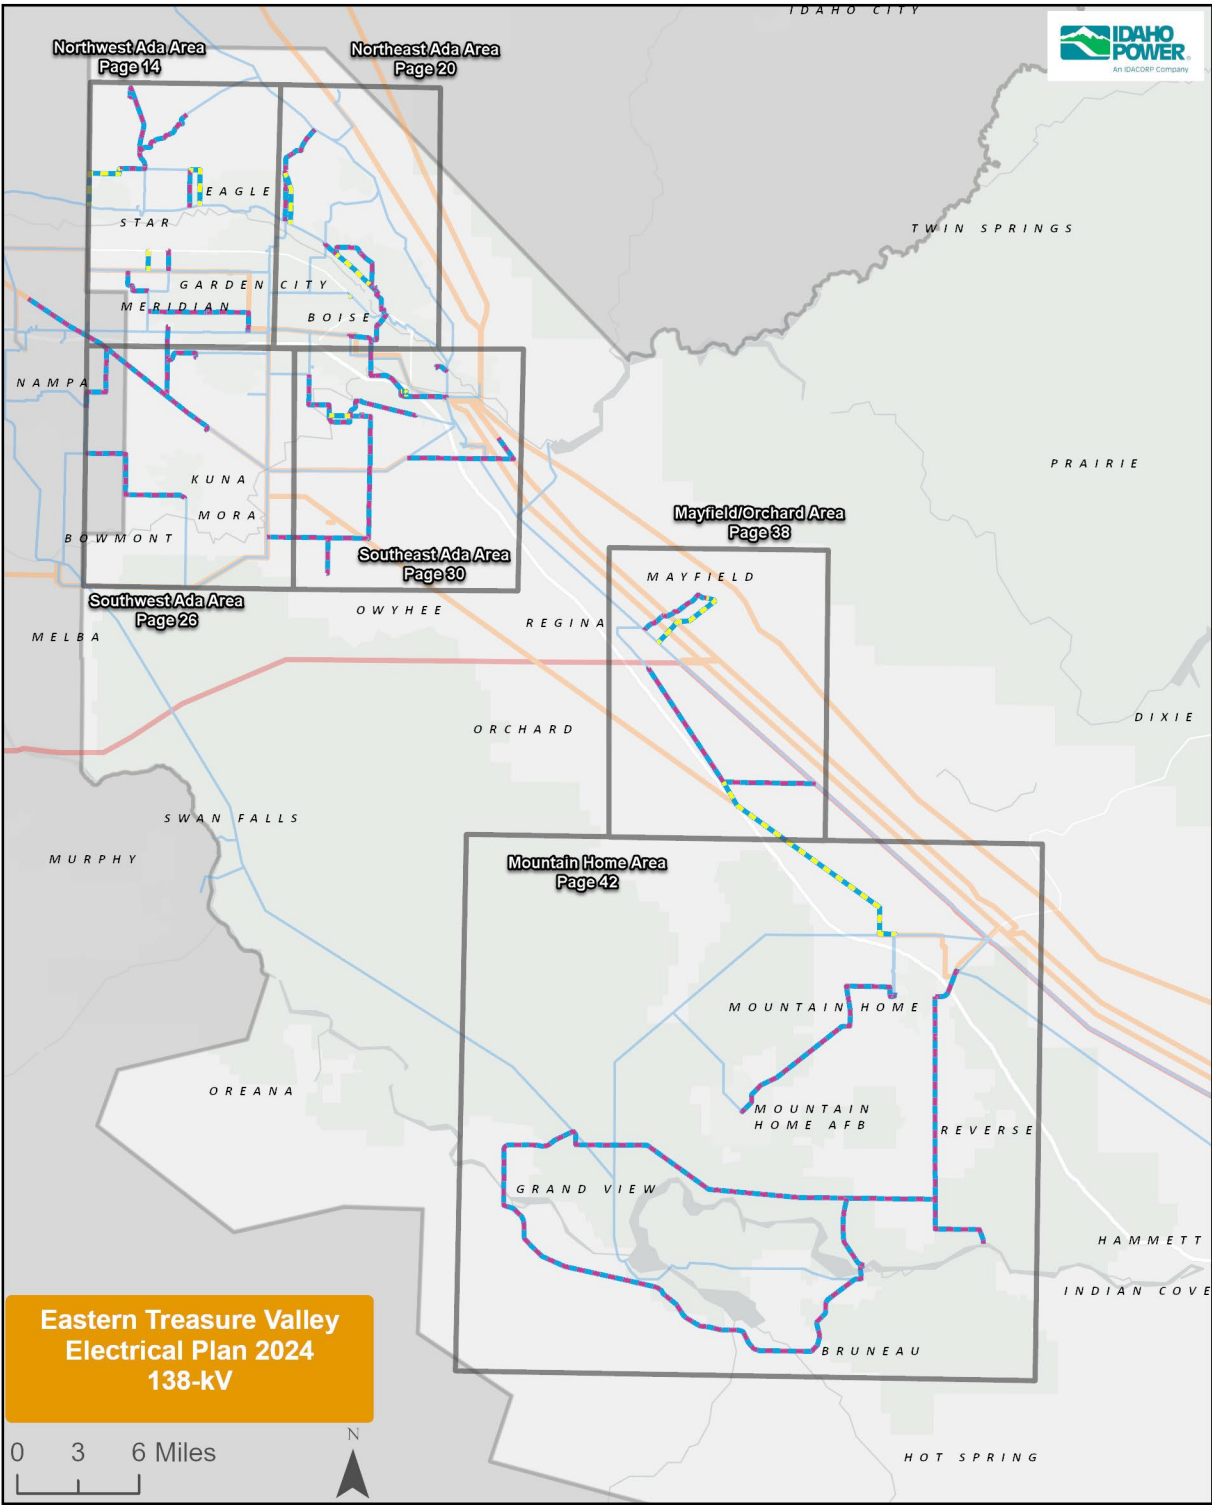 IDAHO CITY
IDAHO
POWER®
An IDACORP Company
Northwest Ada Area
Page 14
Northeast Ada Area
Page 20
EAGLE
STAR
TWIN SPRINGS
GARDEN CITY
MERIDIAN
BOISE
NAMPA
PRAIRIE
KUNA
MORA
BOWMONT
Mayfield/Orchard Area
Page 38
Southeast Ada Area
Page 30
MAYFIELD
Southwest Ada Area
Page 26
OWYHEE
REGINA
MELBA
DIXIE
ORCHARD
SWAN FALLS
MURPHY
Mountain Home Area
Page 42
MOUNTAIN HOME
OREANA
MOUNTAIN
HOME AFB
REVERSE
GRAND VIEW
HAMMETT
INDIAN COVE
BRUNEAU
Eastern Treasure Valley
Electrical Plan 2024
138-kV
N
0 3 6 Miles
HOT SPRING